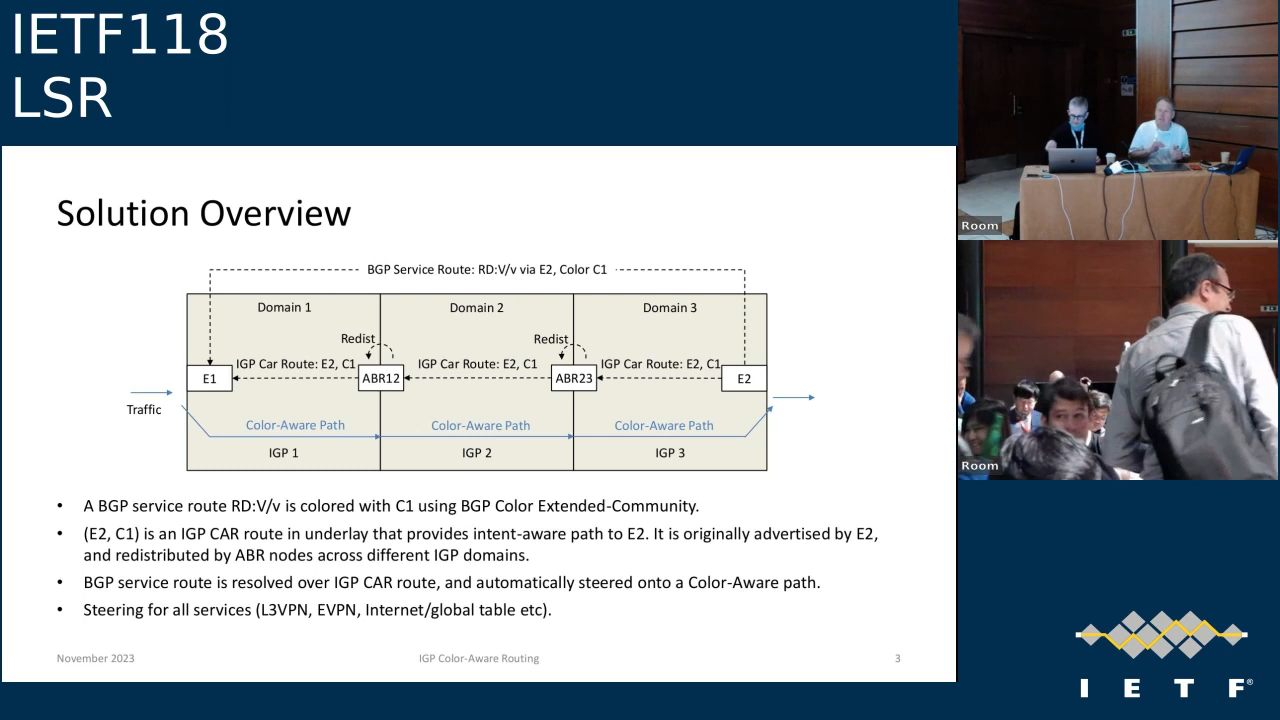 IETF118
LSR
Solution Overview
BGP Service Route: RD:V/v via E2, Color C1
Domain 1
Domain 2
Domain 3
Redist
Redist
IGP Car Route: E2, C1
IGP Car Route: E2, C1
IGP Car Route: E2, C1
E1
ABR12
ABR23
E2
Traffic
Color-Aware Path
Color-Aware Path
Color-Aware Path
IGP 1
IGP 2
IGP 3
• A BGP service route RD:V/v is colored with C1 using BGP Color Extended-Community.
• (E2, C1) is an IGP CAR route in underlay that provides intent-aware path to E2. It is originally advertised by E2,
and redistributed by ABR nodes across different IGP domains.
• BGP service route is resolved over IGP CAR route, and automatically steered onto a Color-Aware path.
• Steering for all services (L3VPN, EVPN, Internet/global table etc).
November 2023
IGP Color-Aware Routing
3
Room
Room
I E T F®